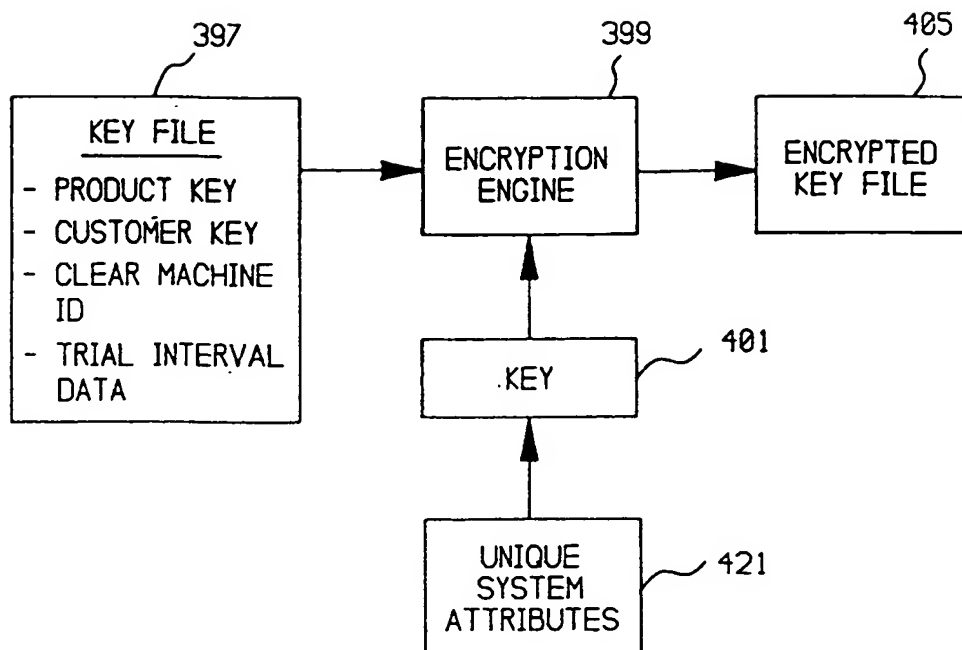 397
399
405
KEY FILE
- PRODUCT KEY
- CUSTOMER KEY
- CLEAR MACHINE
ID
- TRIAL INTERVAL
DATA
ENCRYPTION
ENGINE
ENCRYPTED
KEY FILE
KEY
401
UNIQUE
SYSTEM
ATTRIBUTES
421